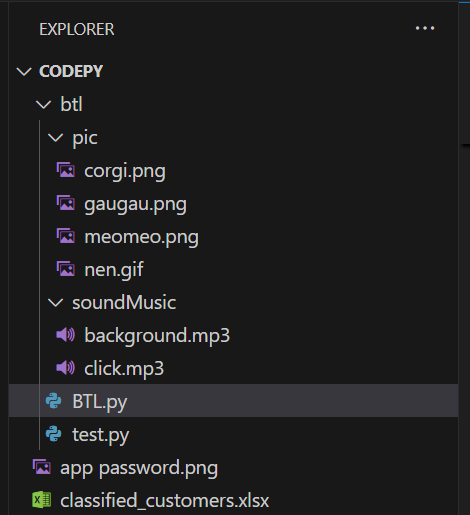 EXPLORER
CODEPY
btl
pic
corgi.png
gaugau.png
meomeo.png
nen.gif
soundMusic
background.mp3
click.mp3
BTL.py
test.py
app password.png
classified_customers.xlsx